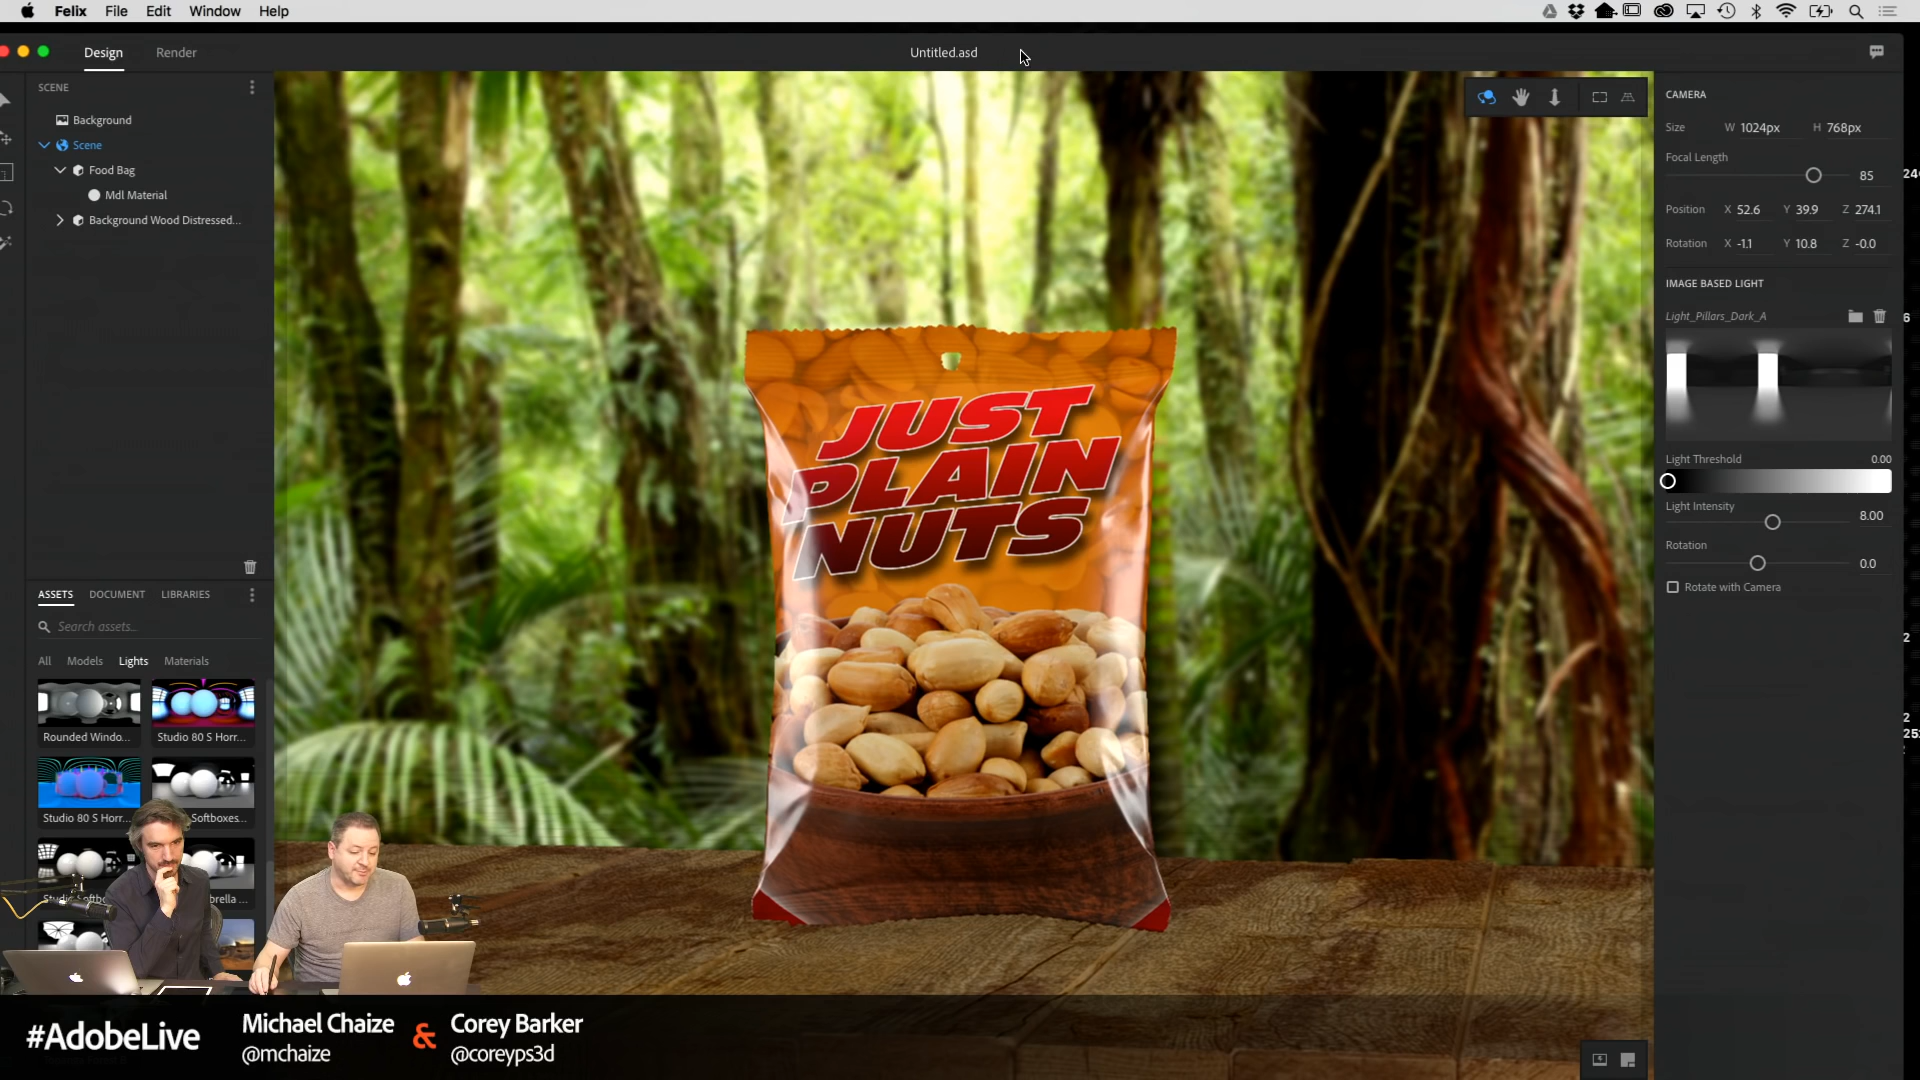 Felix File Edit Window Help
Design Render Untitled.asd
SCENE
Background
Scene
Food Bag
Mdl Material
Background Wood Distressed...
ASSETS DOCUMENT LIBRARIES
Search assets...
All Models Lights Materials
Rounded Windo... Studio 80 S Horr...
Studio 80 S Horr... Softboxes...
JUST
PLAIN
NUTS
CAMERA
Size W 1024px H 768px
Focal Length
85
Position X 52.6 Y 39.9 Z 274.1
Rotation X -1.1 Y 10.8 Z -0.0
IMAGE BASED LIGHT
Light_Pillars_Dark_A
Light Threshold 0.00
Light Intensity
8.00
Rotation
0.0
Rotate with Camera
#AdobeLive
Michael Chaize & Corey Barker
@mchaize @coreyps3d